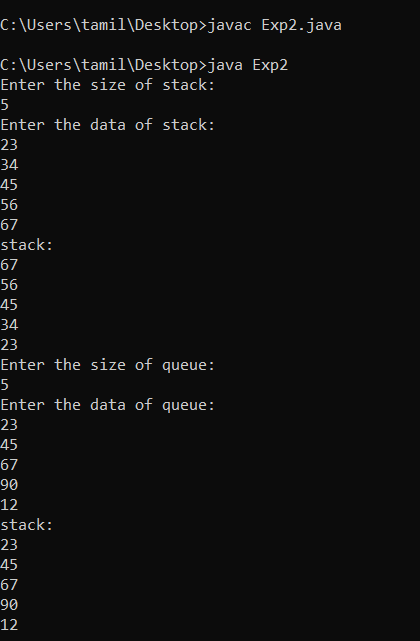 C:\Users\tamil\Desktop>javac Exp2.java
C:\Users\tamil\Desktop>java Exp2
Enter the size of stack:
5
Enter the data of stack:
23
34
45
56
67
stack:
67
56
45
34
23
Enter the size of queue:
5
Enter the data of queue:
23
45
67
90
12
stack:
23
45
67
90
12